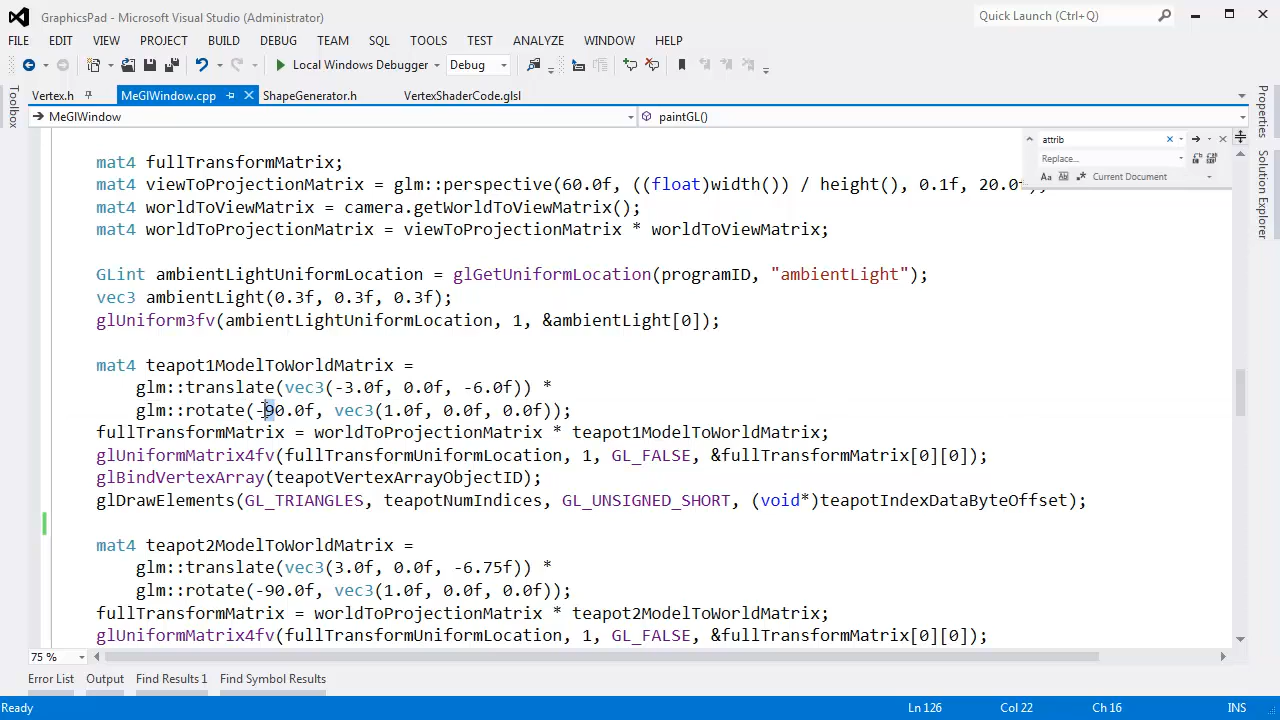 GraphicsPad - Microsoft Visual Studio (Administrator)
Quick Launch (Ctrl+Q)
FILE EDIT VIEW PROJECT BUILD DEBUG TEAM SQL TOOLS TEST ANALYZE WINDOW HELP
Local Windows Debugger Debug
Vertex.h MeGlWindow.cpp ShapeGenerator.h VertexShaderCode.glsl
MeGlWindow paintGL()
Toolbox
Properties
Solution Explorer
attrib
Replace...
Aa Current Document
mat4 fullTransformMatrix;
mat4 viewToProjectionMatrix = glm::perspective(60.0f, ((float)width()) / height(), 0.1f, 20.0f);
mat4 worldToViewMatrix = camera.getWorldToViewMatrix();
mat4 worldToProjectionMatrix = viewToProjectionMatrix * worldToViewMatrix;
GLint ambientLightUniformLocation = glGetUniformLocation(programID, "ambientLight");
vec3 ambientLight(0.3f, 0.3f, 0.3f);
glUniform3fv(ambientLightUniformLocation, 1, &ambientLight[0]);
mat4 teapot1ModelToWorldMatrix =
glm::translate(vec3(-3.0f, 0.0f, -6.0f)) *
glm::rotate(-90.0f, vec3(1.0f, 0.0f, 0.0f));
fullTransformMatrix = worldToProjectionMatrix * teapot1ModelToWorldMatrix;
glUniformMatrix4fv(fullTransformUniformLocation, 1, GL_FALSE, &fullTransformMatrix[0][0]);
glBindVertexArray(teapotVertexArrayObjectID);
glDrawElements(GL_TRIANGLES, teapotNumIndices, GL_UNSIGNED_SHORT, (void*)teapotIndexDataByteOffset);
mat4 teapot2ModelToWorldMatrix =
glm::translate(vec3(3.0f, 0.0f, -6.75f)) *
glm::rotate(-90.0f, vec3(1.0f, 0.0f, 0.0f));
fullTransformMatrix = worldToProjectionMatrix * teapot2ModelToWorldMatrix;
glUniformMatrix4fv(fullTransformUniformLocation, 1, GL_FALSE, &fullTransformMatrix[0][0]);
75 %
Error List Output Find Results 1 Find Symbol Results
Ready Ln 126 Col 22 Ch 16 INS